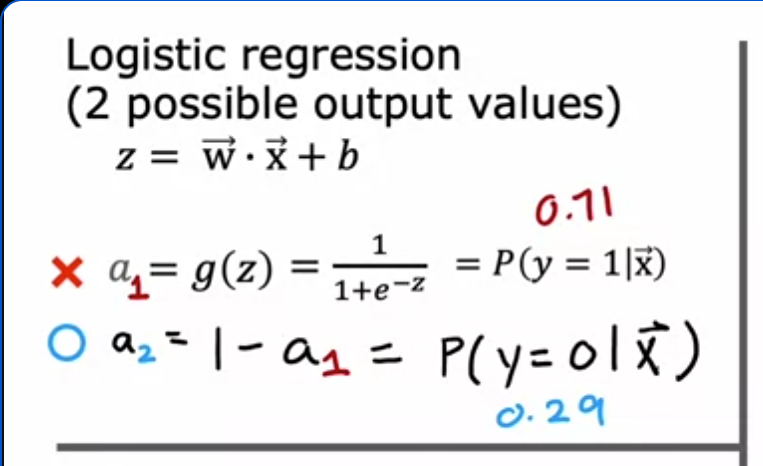 Logistic regression
(2 possible output values)
z = w⃗ · x⃗ + b
0.71
× a₁ = g(z) = 1/(1+e⁻ᶻ) = P(y = 1|x⃗)
○ a₂ = 1 - a₁ = P(y = 0 | x⃗)
0.29